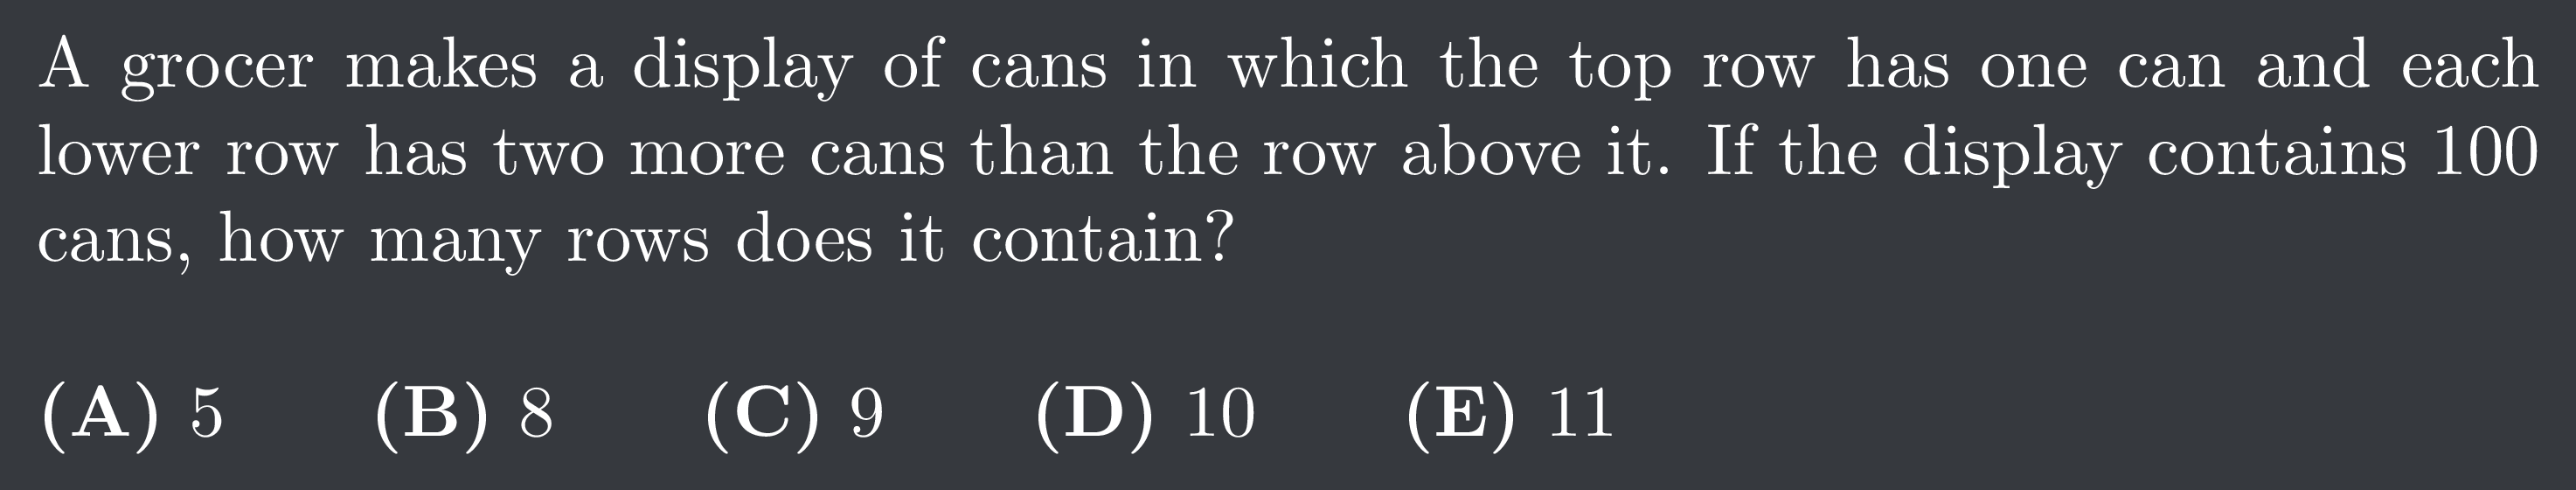 A grocer makes a display of cans in which the top row has one can and each
lower row has two more cans than the row above it. If the display contains 100
cans, how many rows does it contain?
(A) 5 (B) 8 (C) 9 (D) 10 (E) 11